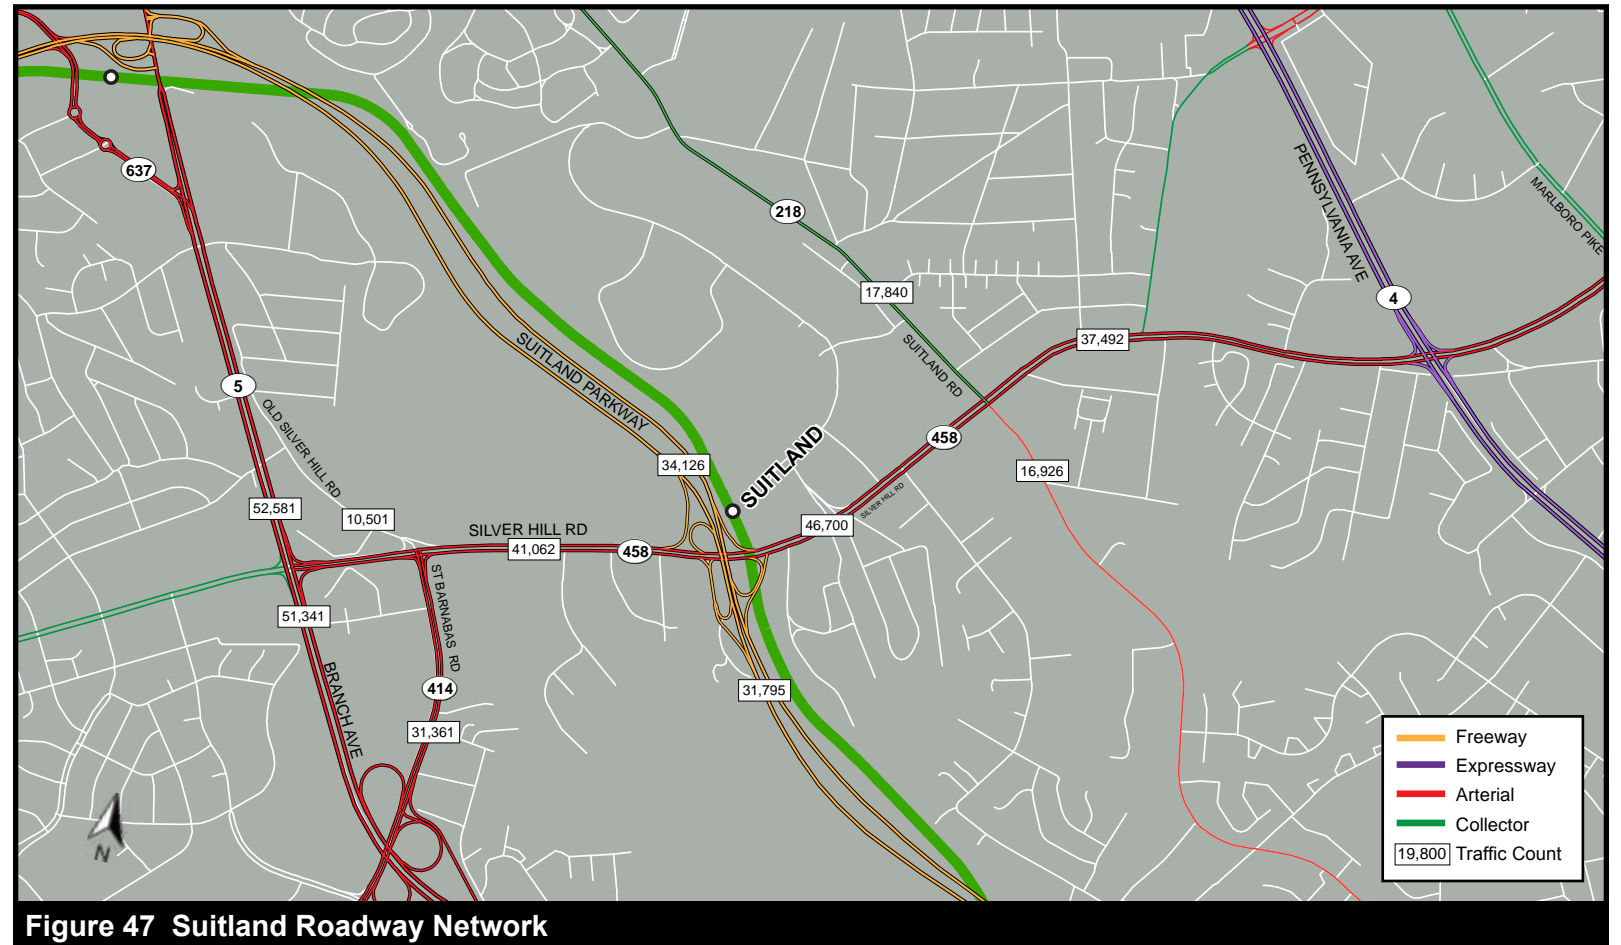 637
218
PENNSYLVANIA AVE
MARLBORO PIKE
17,840
4
SUITLAND RD
37,492
SUITLAND PARKWAY
5
OLD SILVER HILL RD
458
SUITLAND
34,126
16,926
SILVER HILL RD
52,581
10,501
SILVER HILL RD
46,700
41,062
458
ST BARNABAS RD
51,341
BRANCH AVE
414
31,795
31,361
Freeway
Expressway
Arterial
Collector
19,800 Traffic Count
N
Figure 47 Suitland Roadway Network